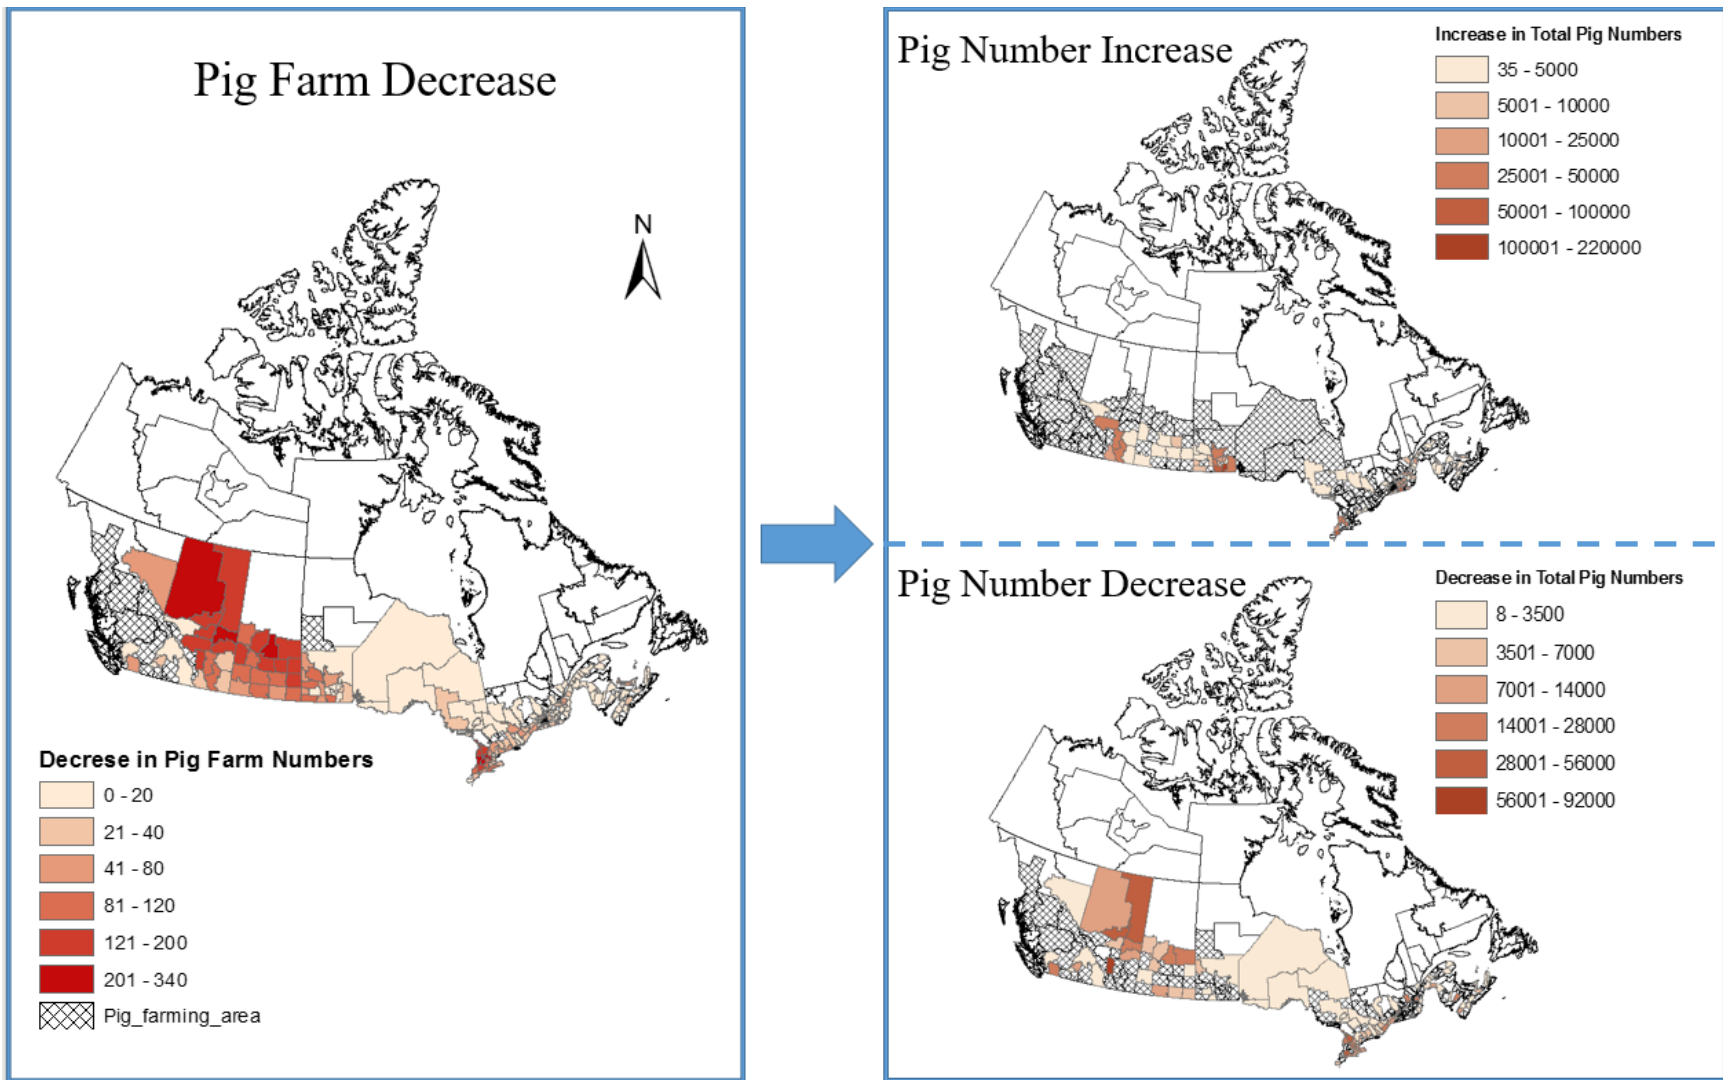 Pig Farm Decrease
N
Decrese in Pig Farm Numbers
0 - 20
21 - 40
41 - 80
81 - 120
121 - 200
201 - 340
Pig_farming_area
Pig Number Increase
Increase in Total Pig Numbers
35 - 5000
5001 - 10000
10001 - 25000
25001 - 50000
50001 - 100000
100001 - 220000
Pig Number Decrease
Decrease in Total Pig Numbers
8 - 3500
3501 - 7000
7001 - 14000
14001 - 28000
28001 - 56000
56001 - 92000